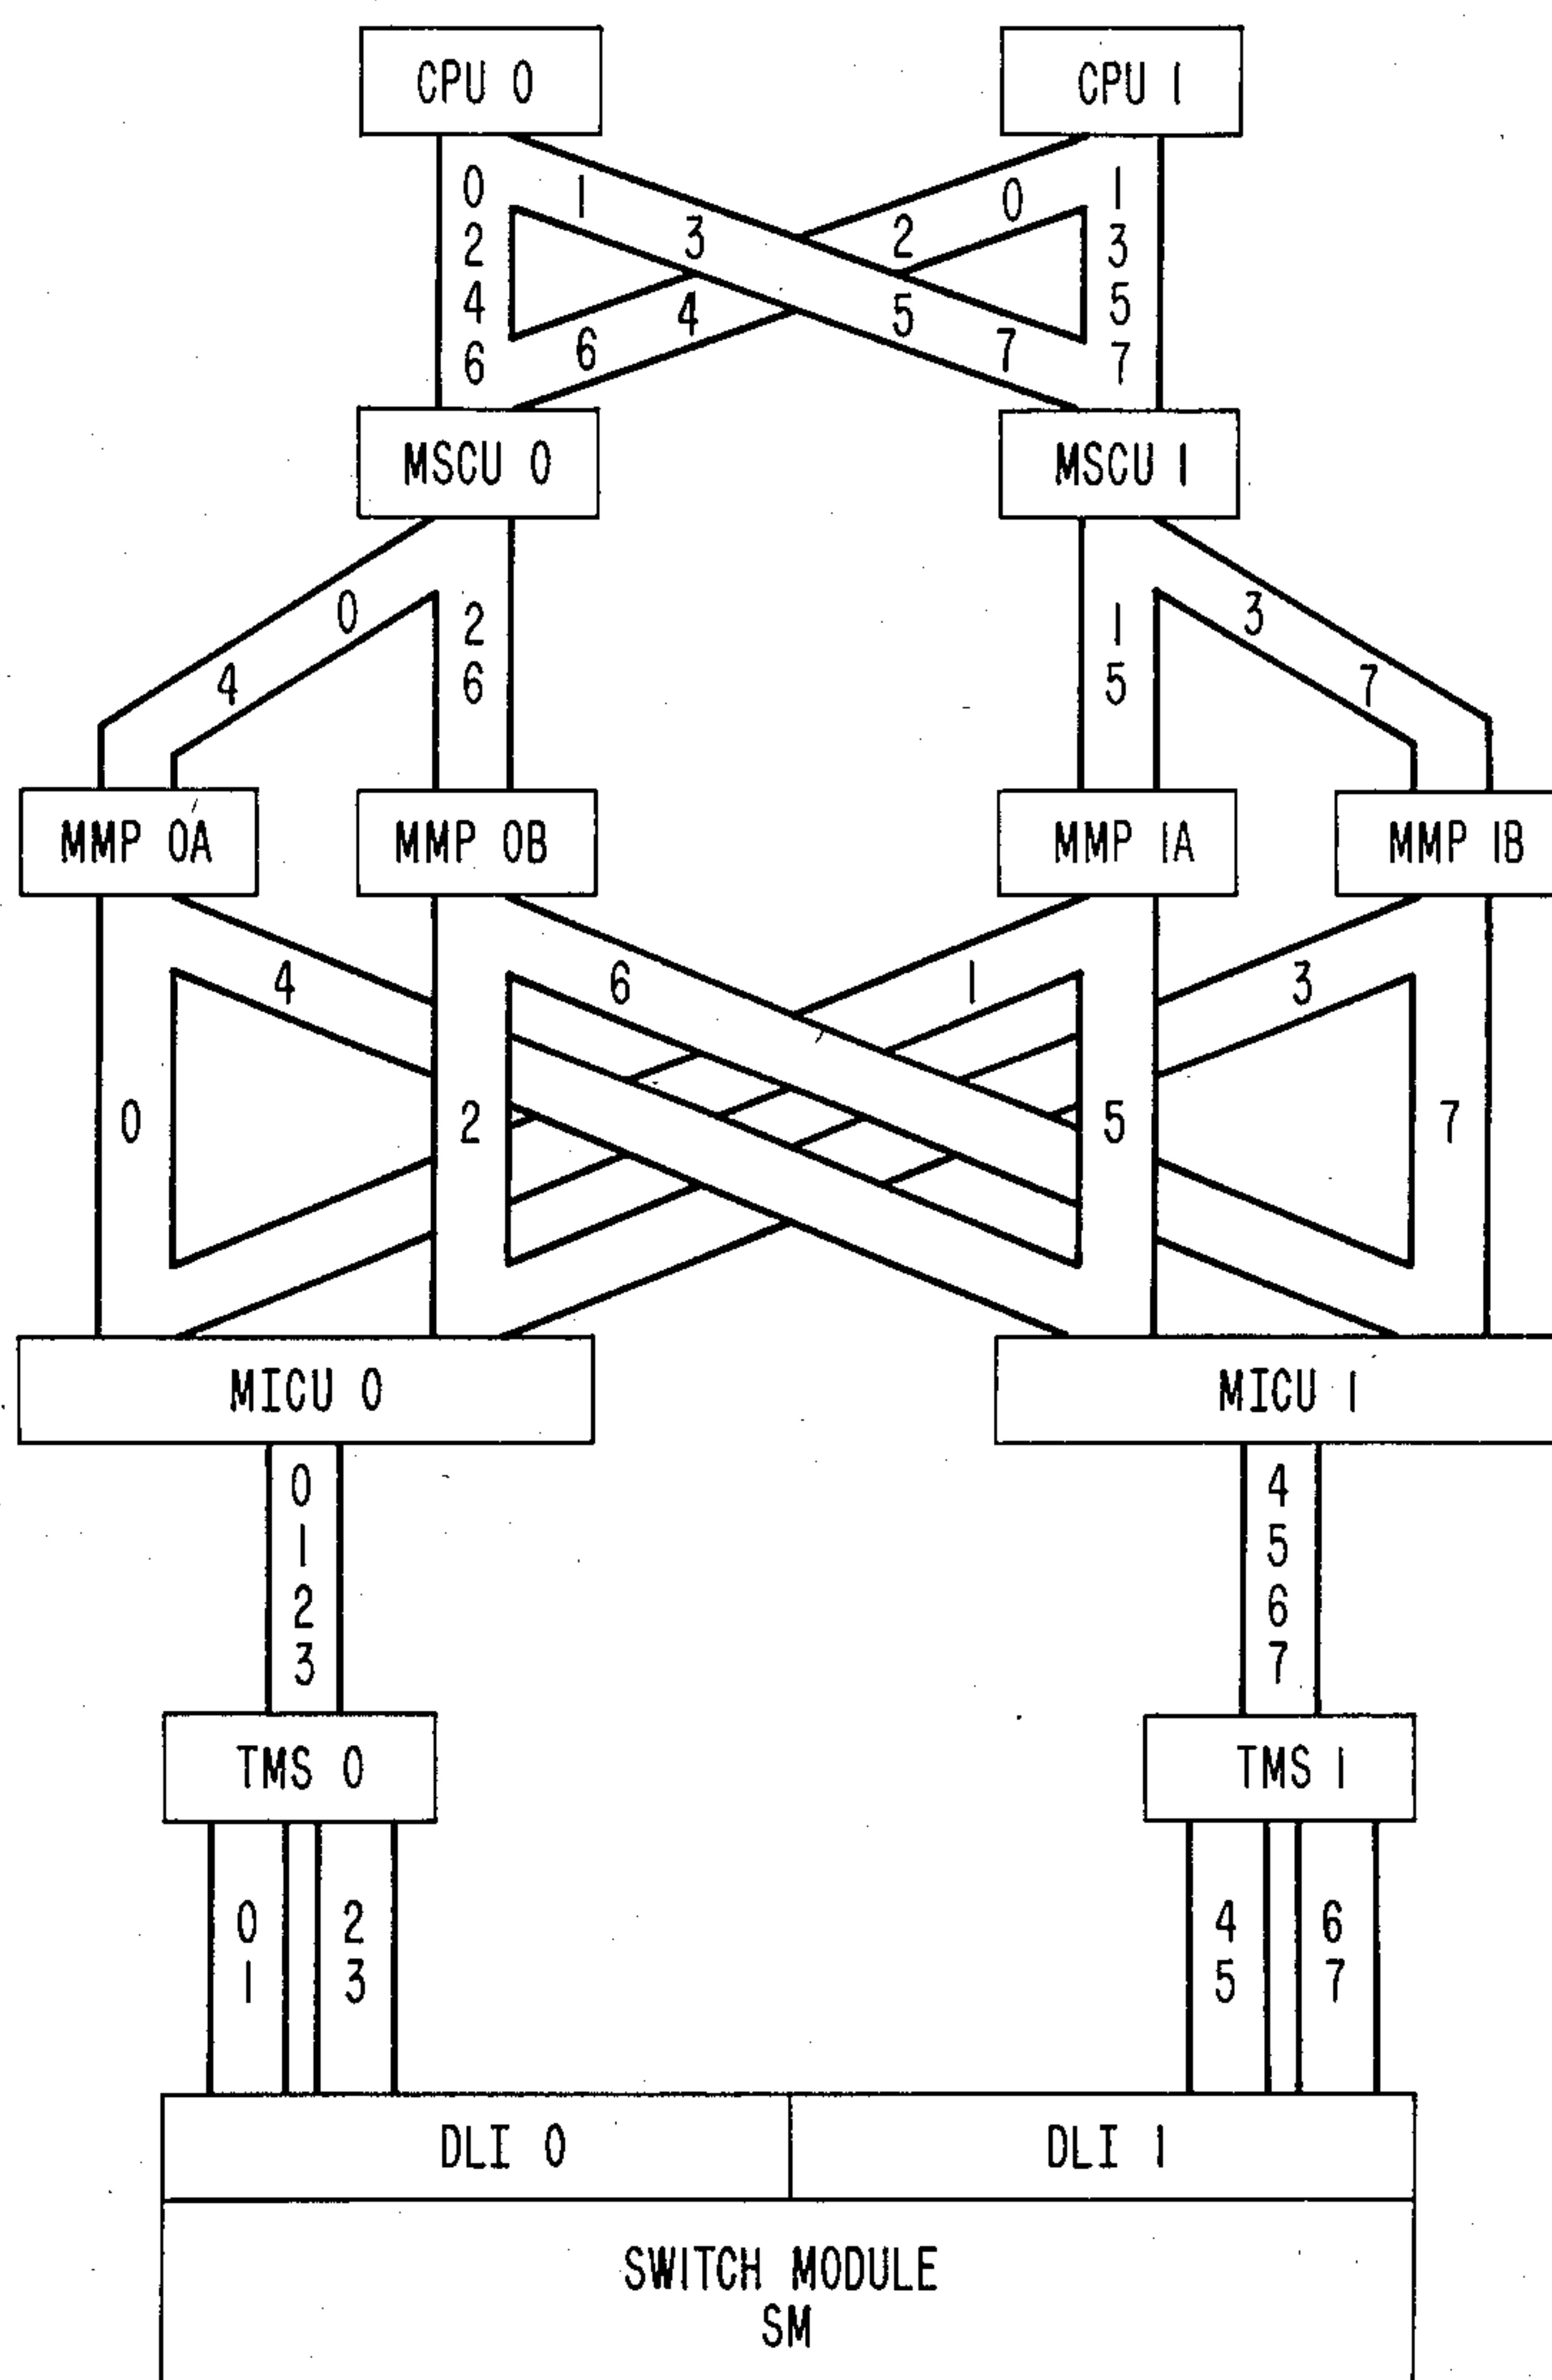 CPU 0 CPU 1
0 1 0 1
2 3 2 3
4 4 5 5
6 6 7 7
MSCU 0 MSCU 1
0 2 1 3
4 6 5 7
MMP 0A MMP 0B MMP 1A MMP 1B
4 6 1 3
0 2 5 7
MICU 0 MICU 1
0 4
1 5
2 6
3 7
TMS 0 TMS 1
0 2 4 6
1 3 5 7
DLI 0 DLI 1
SWITCH MODULE
SM